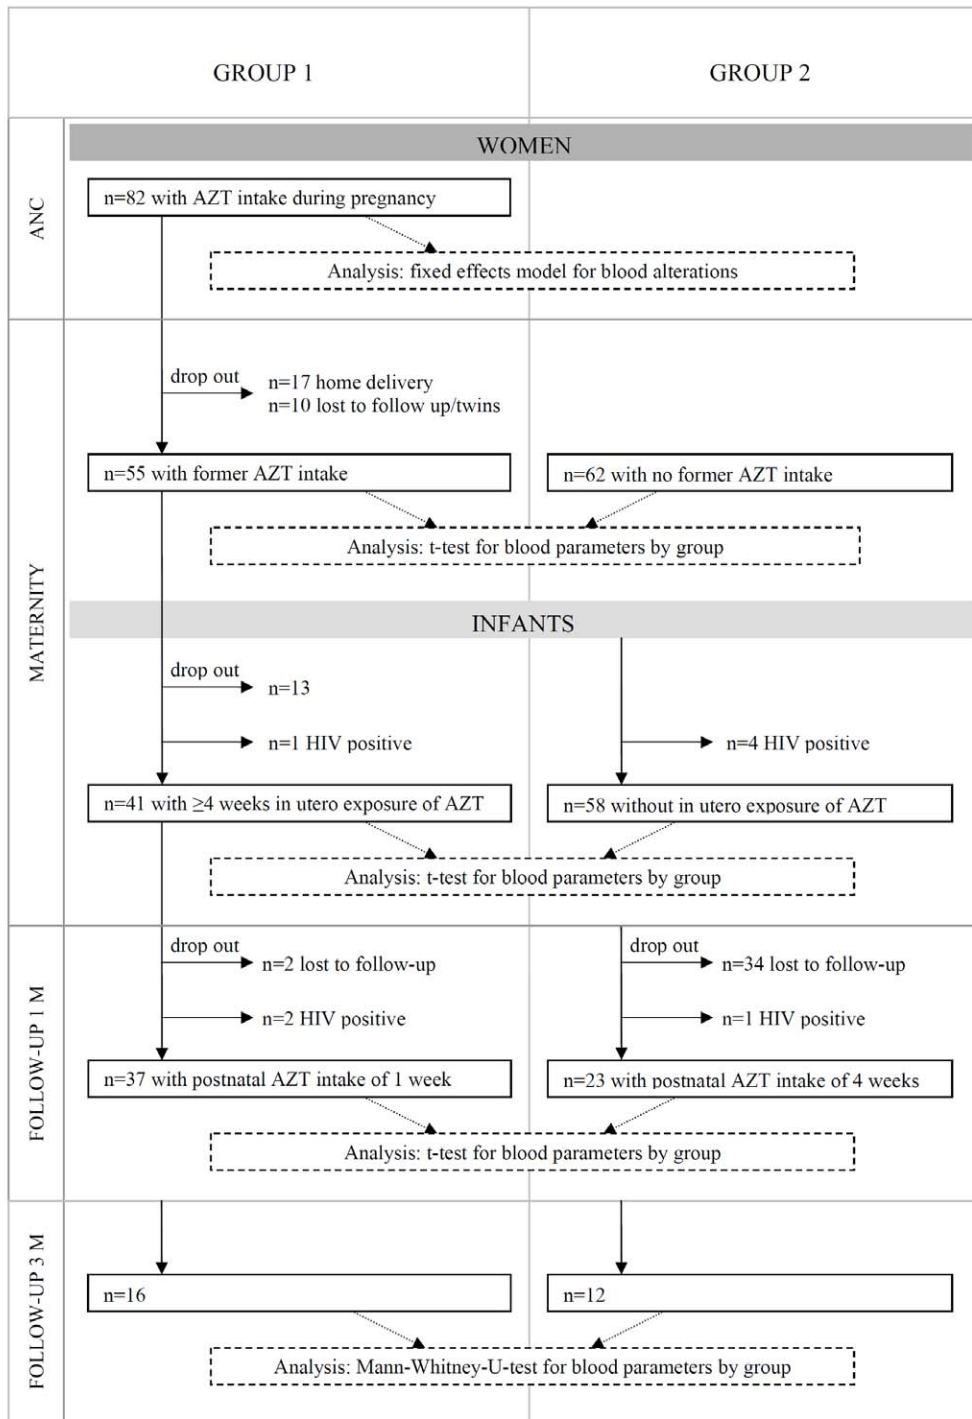 GROUP 1
GROUP 2
ANC
WOMEN
n=82 with AZT intake during pregnancy
Analysis: fixed effects model for blood alterations
MATERNITY
drop out
n=17 home delivery
n=10 lost to follow up/twins
n=55 with former AZT intake
n=62 with no former AZT intake
Analysis: t-test for blood parameters by group
INFANTS
drop out
n=13
n=1 HIV positive
n=4 HIV positive
n=41 with ≥4 weeks in utero exposure of AZT
n=58 without in utero exposure of AZT
Analysis: t-test for blood parameters by group
FOLLOW-UP 1 M
drop out
n=2 lost to follow-up
drop out
n=34 lost to follow-up
n=2 HIV positive
n=1 HIV positive
n=37 with postnatal AZT intake of 1 week
n=23 with postnatal AZT intake of 4 weeks
Analysis: t-test for blood parameters by group
FOLLOW-UP 3 M
n=16
n=12
Analysis: Mann-Whitney-U-test for blood parameters by group